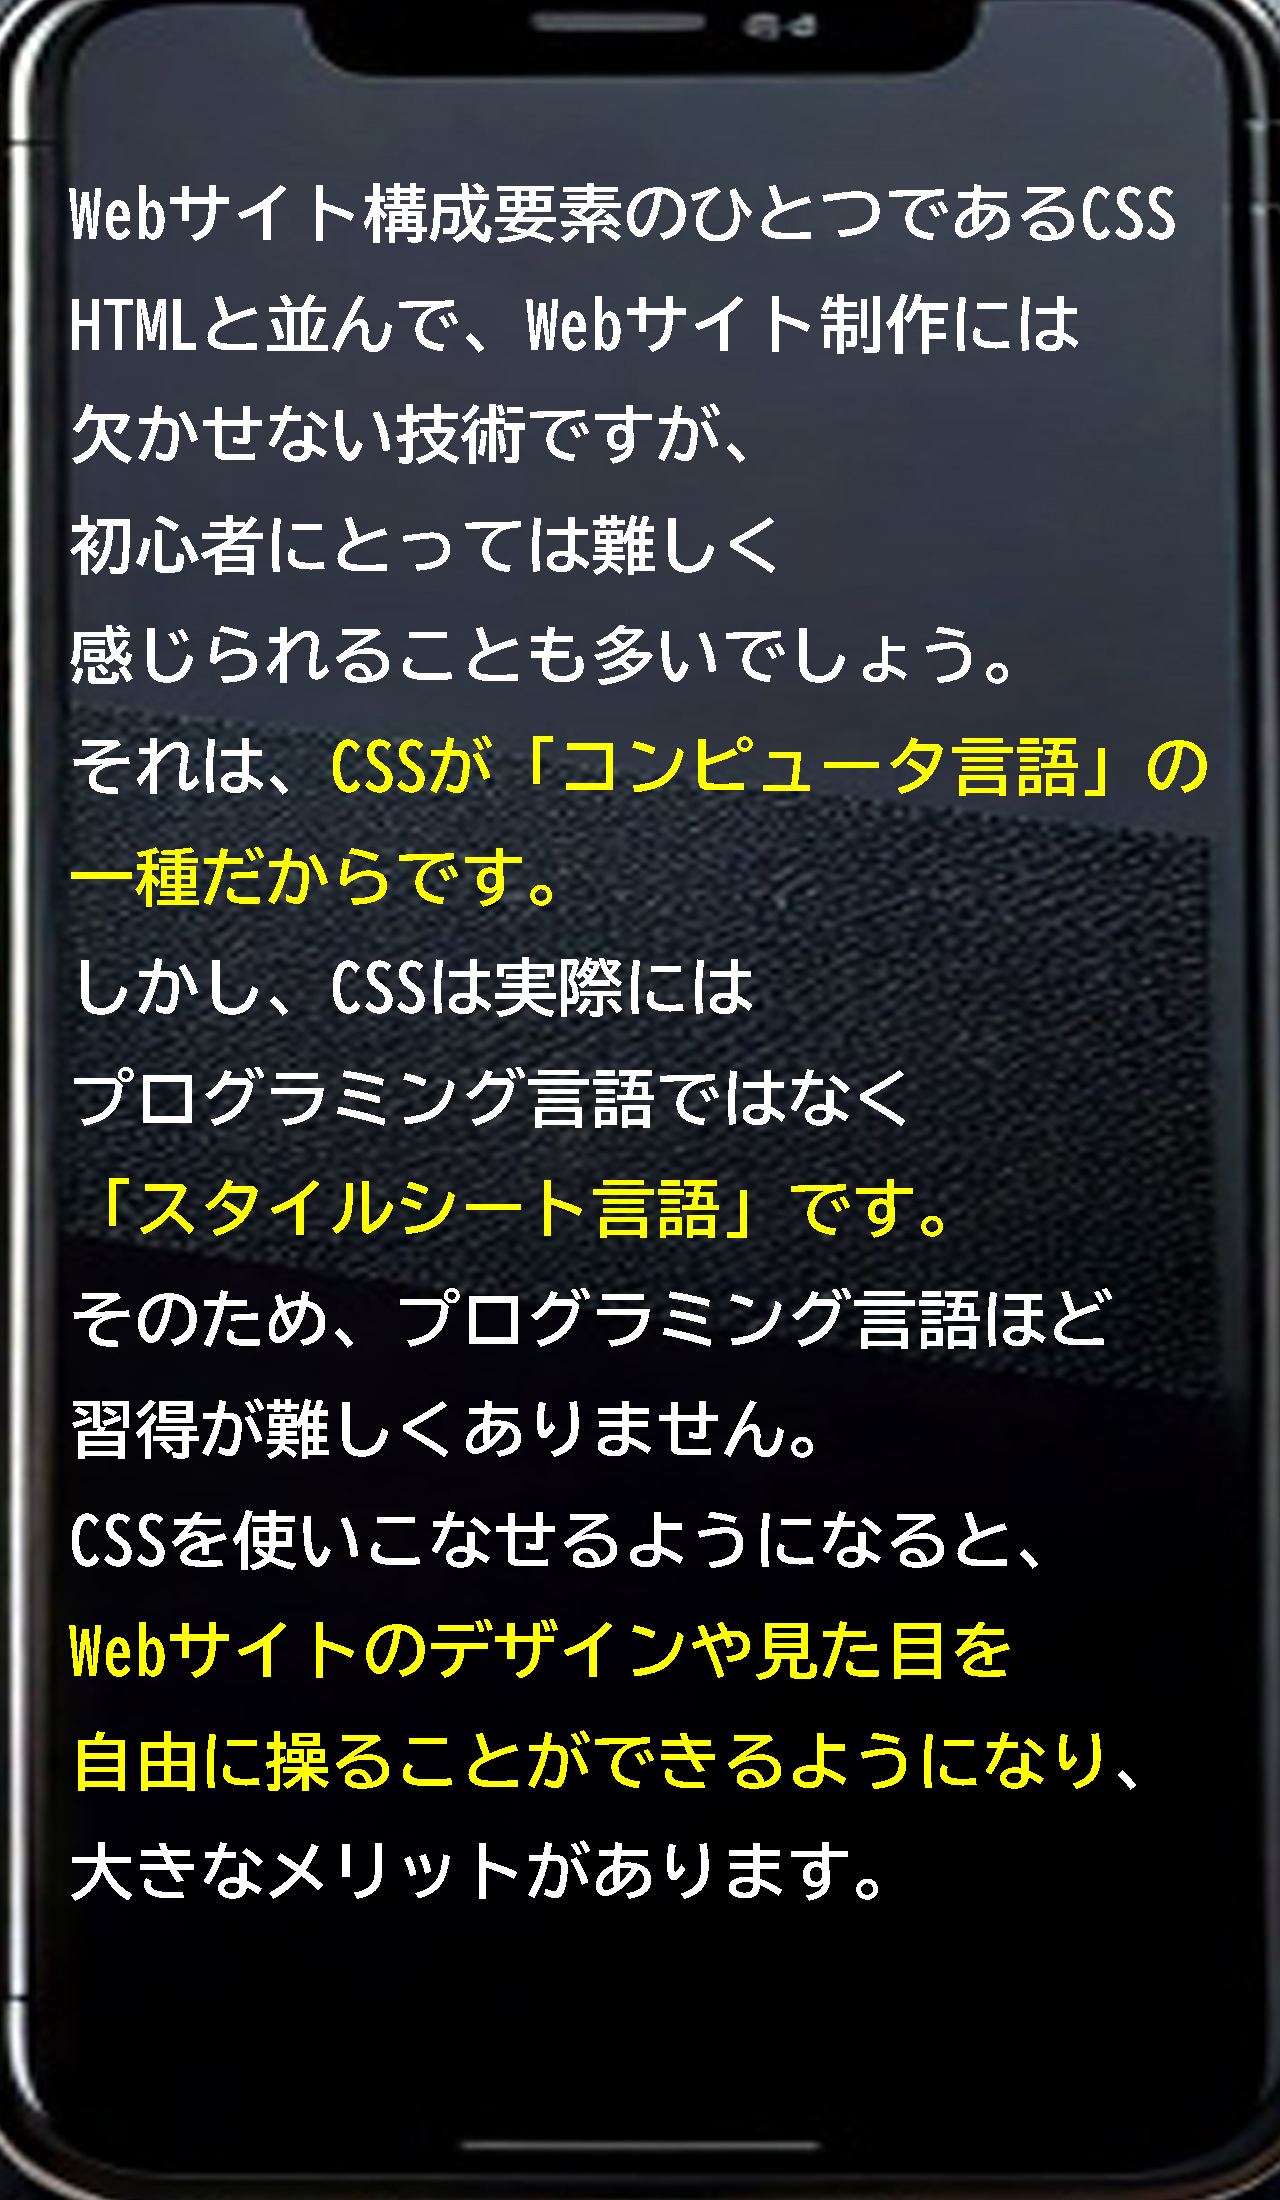 Webサイト構成要素のひとつであるCSS
HTMLと並んで、Webサイト制作には
欠かせない技術ですが、
初心者にとっては難しく
感じられることも多いでしょう。
それは、CSSが「コンピュータ言語」の
一種だからです。
しかし、CSSは実際には
プログラミング言語ではなく
「スタイルシート言語」です。
そのため、プログラミング言語ほど
習得が難しくありません。
CSSを使いこなせるようになると、
Webサイトのデザインや見た目を
自由に操ることができるようになり、
大きなメリットがあります。